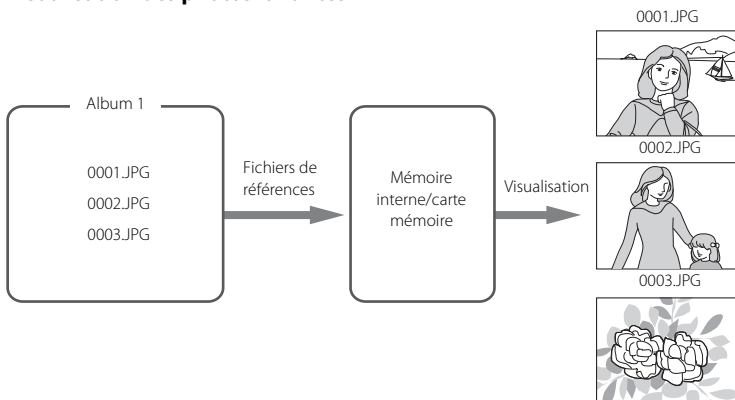 0001.JPG
Album 1
0001.JPG
0002.JPG
0003.JPG
Fichiers de
références
Mémoire
interne/carte
mémoire
Visualisation
0002.JPG
0003.JPG